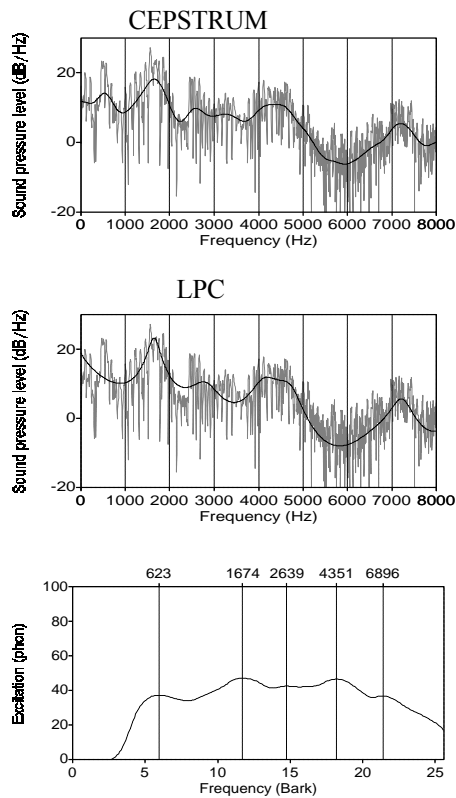 CEPSTRUM
Sound pressure level (dB/Hz)
20
0
-20
0 1000 2000 3000 4000 5000 6000 7000 8000
Frequency (Hz)
LPC
Sound pressure level (dB/Hz)
20
0
-20
0 1000 2000 3000 4000 5000 6000 7000 8000
Frequency (Hz)
623 1674 2639 4351 6896
Excitation (phon)
100
80
60
40
20
0
0 5 10 15 20 25
Frequency (Bark)